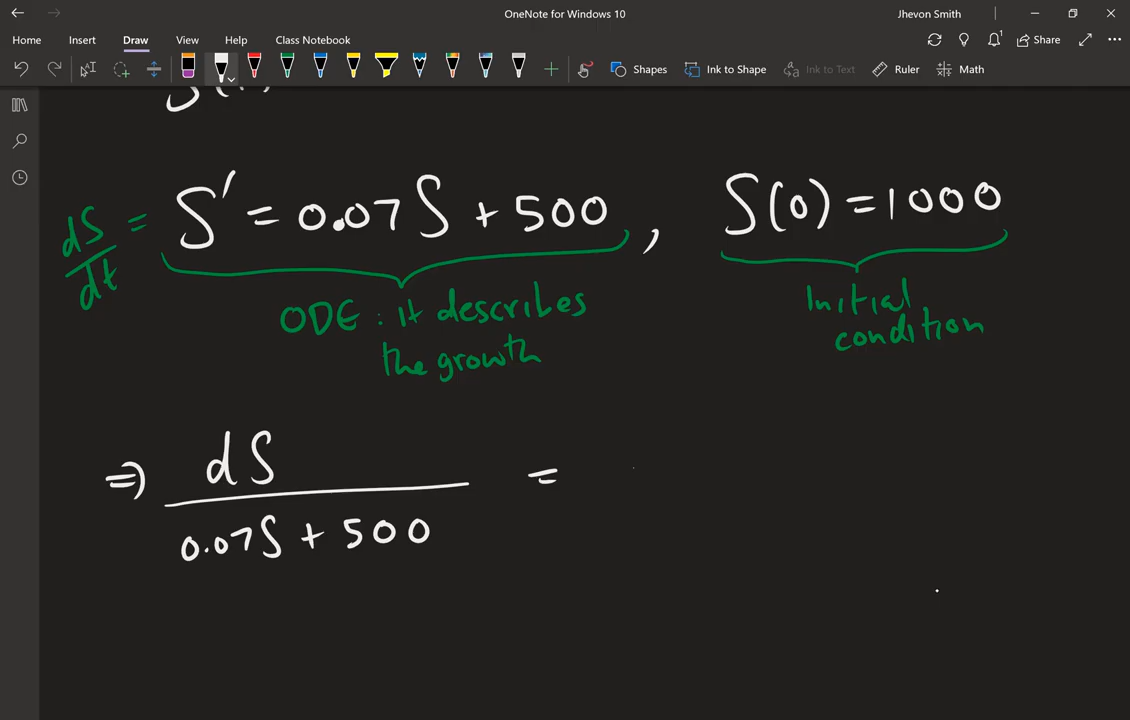 OneNote for Windows 10
Jhevon Smith
Home Insert Draw View Help Class Notebook
Share
Shapes Ink to Shape Ink to Text Ruler Math
dS/dt = S' = 0.07S + 500 , S(0) = 1000
ODE : it describes
the growth
Initial
condition
⇒ dS
=
0.07S + 500